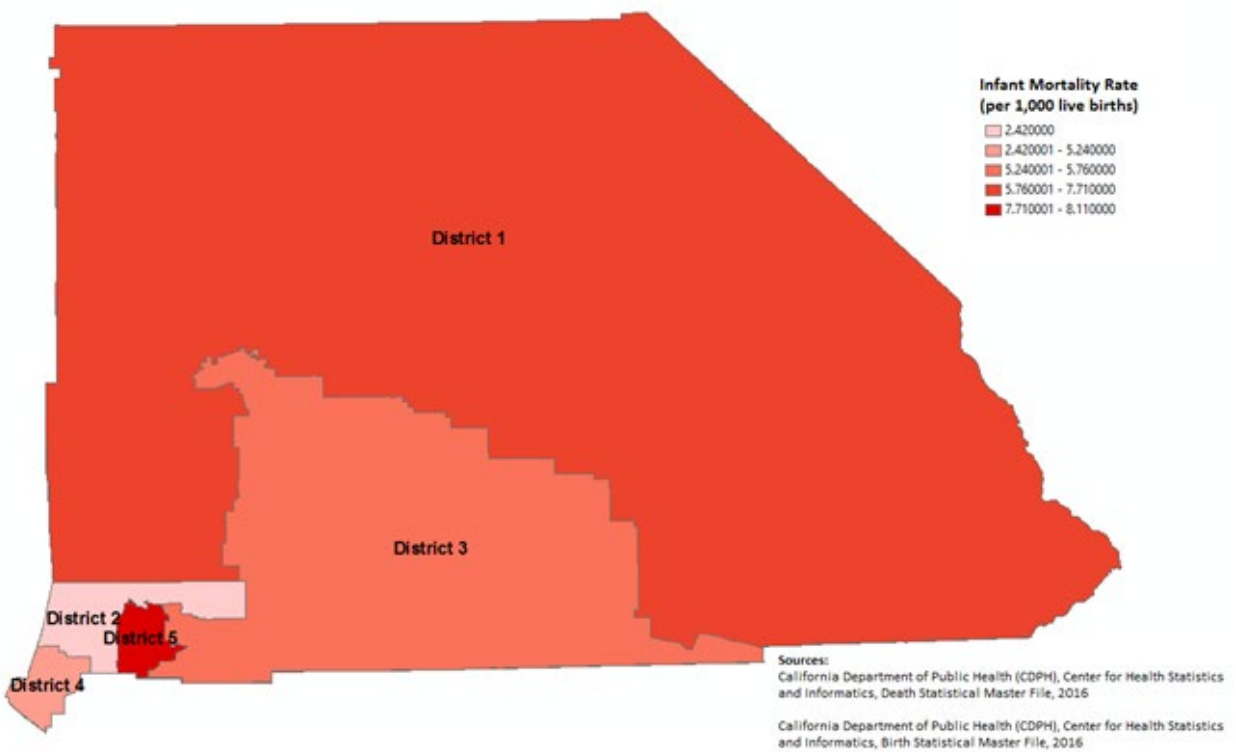 Infant Mortality Rate
(per 1,000 live births)
2.420000
2.420001 - 5.240000
5.240001 - 5.760000
5.760001 - 7.710000
7.710001 - 8.110000
District 1
District 3
District 2
District 5
District 4
Sources:
California Department of Public Health (CDPH), Center for Health Statistics
and Informatics, Death Statistical Master File, 2016
California Department of Public Health (CDPH), Center for Health Statistics
and Informatics, Birth Statistical Master File, 2016